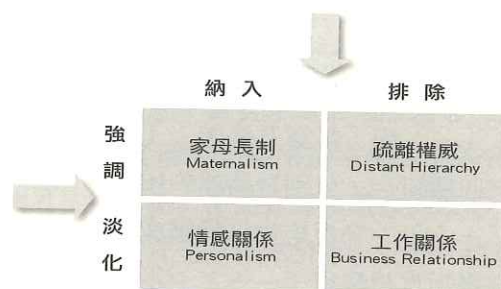 納入 排除
強調
家母長制 疏離權威
Maternalism Distant Hierarchy
淡化
情感關係 工作關係
Personalism Business Relationship